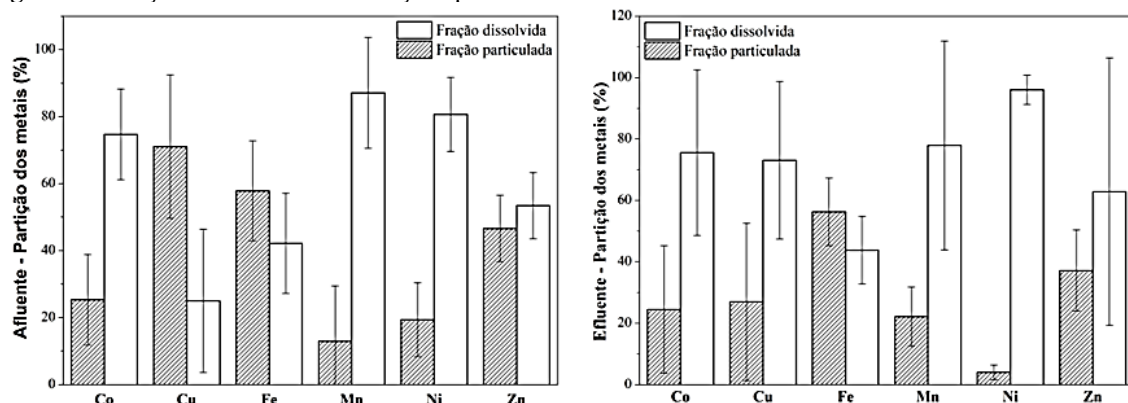 Afluente - Partição dos metais (%)
100
80
60
40
20
0
Fração dissolvida
Fração particulada
Co Cu Fe Mn Ni Zn
Efluente - Partição dos metais (%)
120
100
80
60
40
20
0
Fração dissolvida
Fração particulada
Co Cu Fe Mn Ni Zn